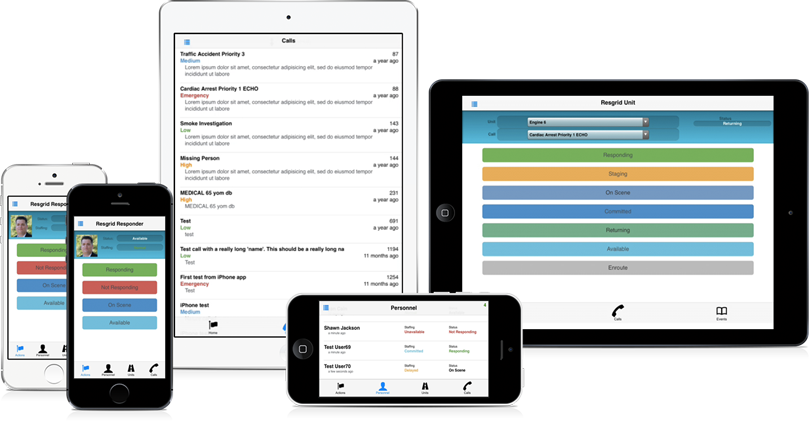 Calls
Traffic Accident Priority 3 87
Medium a year ago
Lorem ipsum dolor sit amet, consectetur adipisicing elit, sed do eiusmod tempor
incididunt ut labore
Cardiac Arrest Priority 1 ECHO 88
Emergency a year ago
Lorem ipsum dolor sit amet, consectetur adipisicing elit, sed do eiusmod tempor
incididunt ut labore
Smoke Investigation 143
Low a year ago
Lorem ipsum dolor sit amet, consectetur adipisicing elit, sed do eiusmod tempor
incididunt ut labore
Missing Person 144
High a year ago
Lorem ipsum dolor sit amet, consectetur adipisicing elit, sed do eiusmod tempor
incididunt ut labore
MEDICAL 65 yom db 231
High a year ago
MEDICAL 65 yom db
Test 691
Low a year ago
test
Test call with a really long 'name'. This should be a really long na 1194
Low 11 months ago
Test
First test from iPhone app 1254
Emergency 11 months ago
Test
iPhone test
Medium
Home
Resgrid Unit
Unit Engine 6 Status
Returning
Call Cardiac Arrest Priority 1 ECHO
Responding
Staging
On Scene
Committed
Returning
Available
Enroute
Calls Events
Resgrid Respon
Status
Staffing
Responding
Not Respond
On Scene
Available
Actions Personnel Units
Resgrid Responder
Status Available
Staffing
Responding
Not Responding
On Scene
Available
Actions Personnel Units Calls
Personnel
Shawn Jackson Staffing Status
a minute ago Unavailable Not Responding
Test User69 Staffing Status
a minute ago Committed Responding
Test User70 Staffing Status
a few seconds ago On Scene
Actions Personnel Units Calls